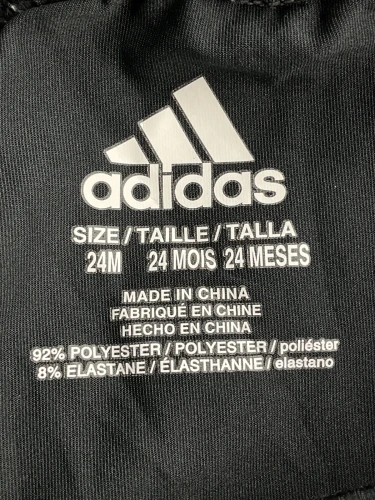 adidas
SIZE / TAILLE / TALLA
24M 24 MOIS 24 MESES
MADE IN CHINA
FABRIQUÉ EN CHINE
HECHO EN CHINA
92% POLYESTER / POLYESTER / poliéster
8% ELASTANE / ÉLASTHANNE / elastano